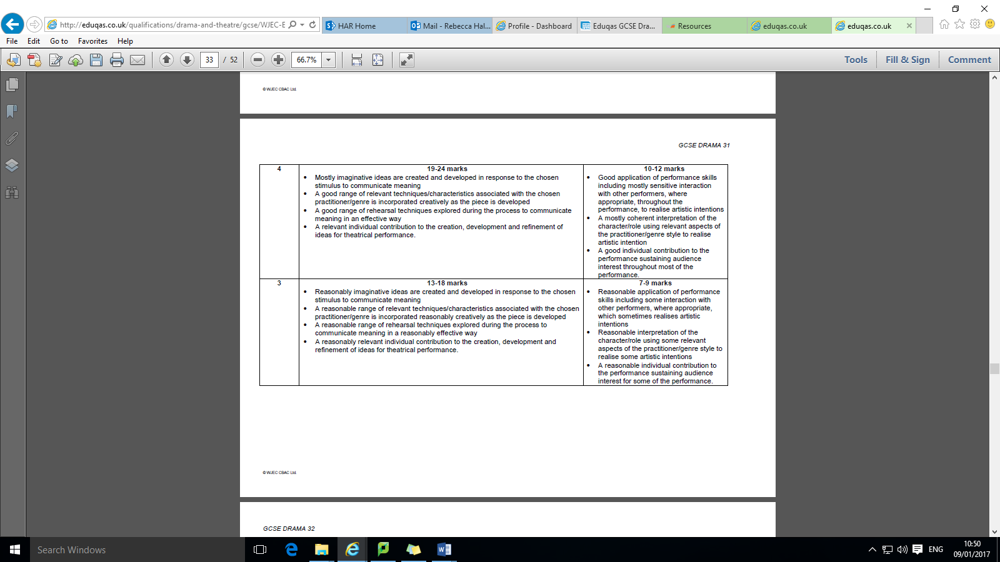 http://eduqas.co.uk/qualifications/drama-and-theatre/gcse/WJEC-E
HAR Home
Mail - Rebecca Hal...
Profile - Dashboard
Eduqas GCSE Dra...
Resources
eduqas.co.uk
eduqas.co.uk
File Edit Go to Favorites Help
33 / 52
66.7%
Tools
Fill & Sign
Comment
© WJEC CBAC Ltd.
GCSE DRAMA 31
4
19-24 marks
• Mostly imaginative ideas are created and developed in response to the chosen
stimulus to communicate meaning
• A good range of relevant techniques/characteristics associated with the chosen
practitioner/genre is incorporated creatively as the piece is developed
• A good range of rehearsal techniques explored during the process to communicate
meaning in an effective way
• A relevant individual contribution to the creation, development and refinement of
ideas for theatrical performance.
10-12 marks
• Good application of performance skills
including mostly sensitive interaction
with other performers, where
appropriate, throughout the
performance, to realise artistic intentions
• A mostly coherent interpretation of the
character/role using relevant aspects of
the practitioner/genre style to realise
artistic intention
• A good individual contribution to the
performance sustaining audience
interest throughout most of the
performance.
3
13-18 marks
• Reasonably imaginative ideas are created and developed in response to the chosen
stimulus to communicate meaning
• A reasonable range of relevant techniques/characteristics associated with the chosen
practitioner/genre is incorporated reasonably creatively as the piece is developed
• A reasonable range of rehearsal techniques explored during the process to
communicate meaning in a reasonably effective way
• A reasonably relevant individual contribution to the creation, development and
refinement of ideas for theatrical performance.
7-9 marks
• Reasonable application of performance
skills including some interaction with
other performers, where appropriate,
which sometimes realises artistic
intentions
• Reasonable interpretation of the
character/role using some relevant
aspects of the practitioner/genre style to
realise some artistic intentions
• A reasonable individual contribution to
the performance sustaining audience
interest for some of the performance.
© WJEC CBAC Ltd.
GCSE DRAMA 32
Search Windows
ENG
10:50
09/01/2017